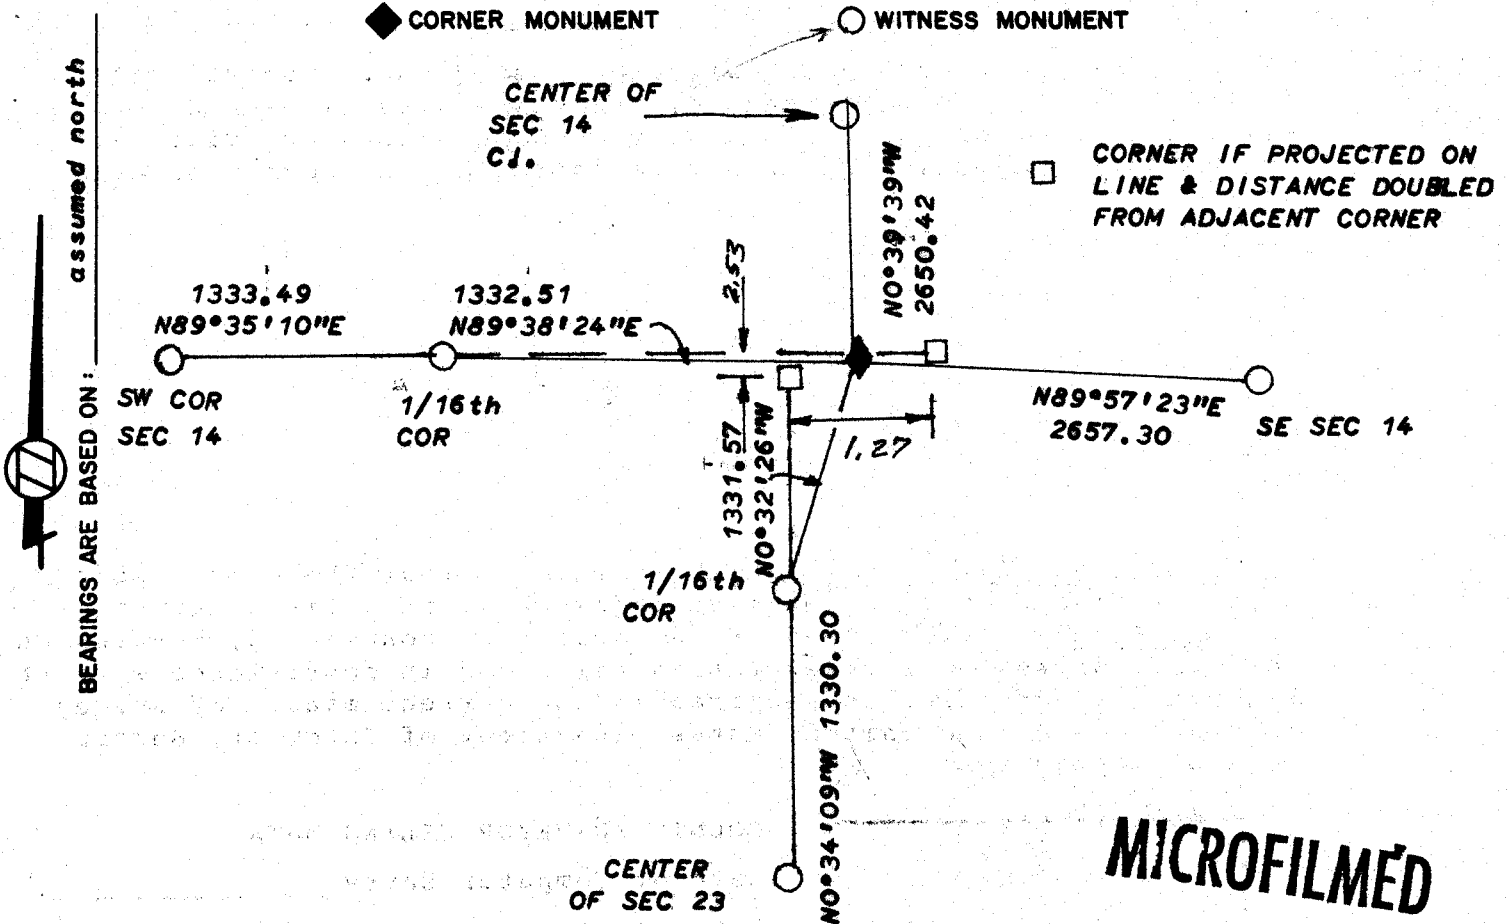 CORNER MONUMENT
WITNESS MONUMENT
BEARINGS ARE BASED ON: assumed north
CENTER OF
SEC 14
C.I.
CORNER IF PROJECTED ON
LINE & DISTANCE DOUBLED
FROM ADJACENT CORNER
N0°39'39"W
2650.42
2.53
1333.49
N89°35'10"E
1332.51
N89°38'24"E
SW COR
SEC 14
1/16th
COR
N89°57'23"E
2657.30
SE SEC 14
1.27
1331.57
N0°32'26"W
1/16th
COR
N0°34'09"W 1330.30
CENTER
OF SEC 23
MICROFILMED